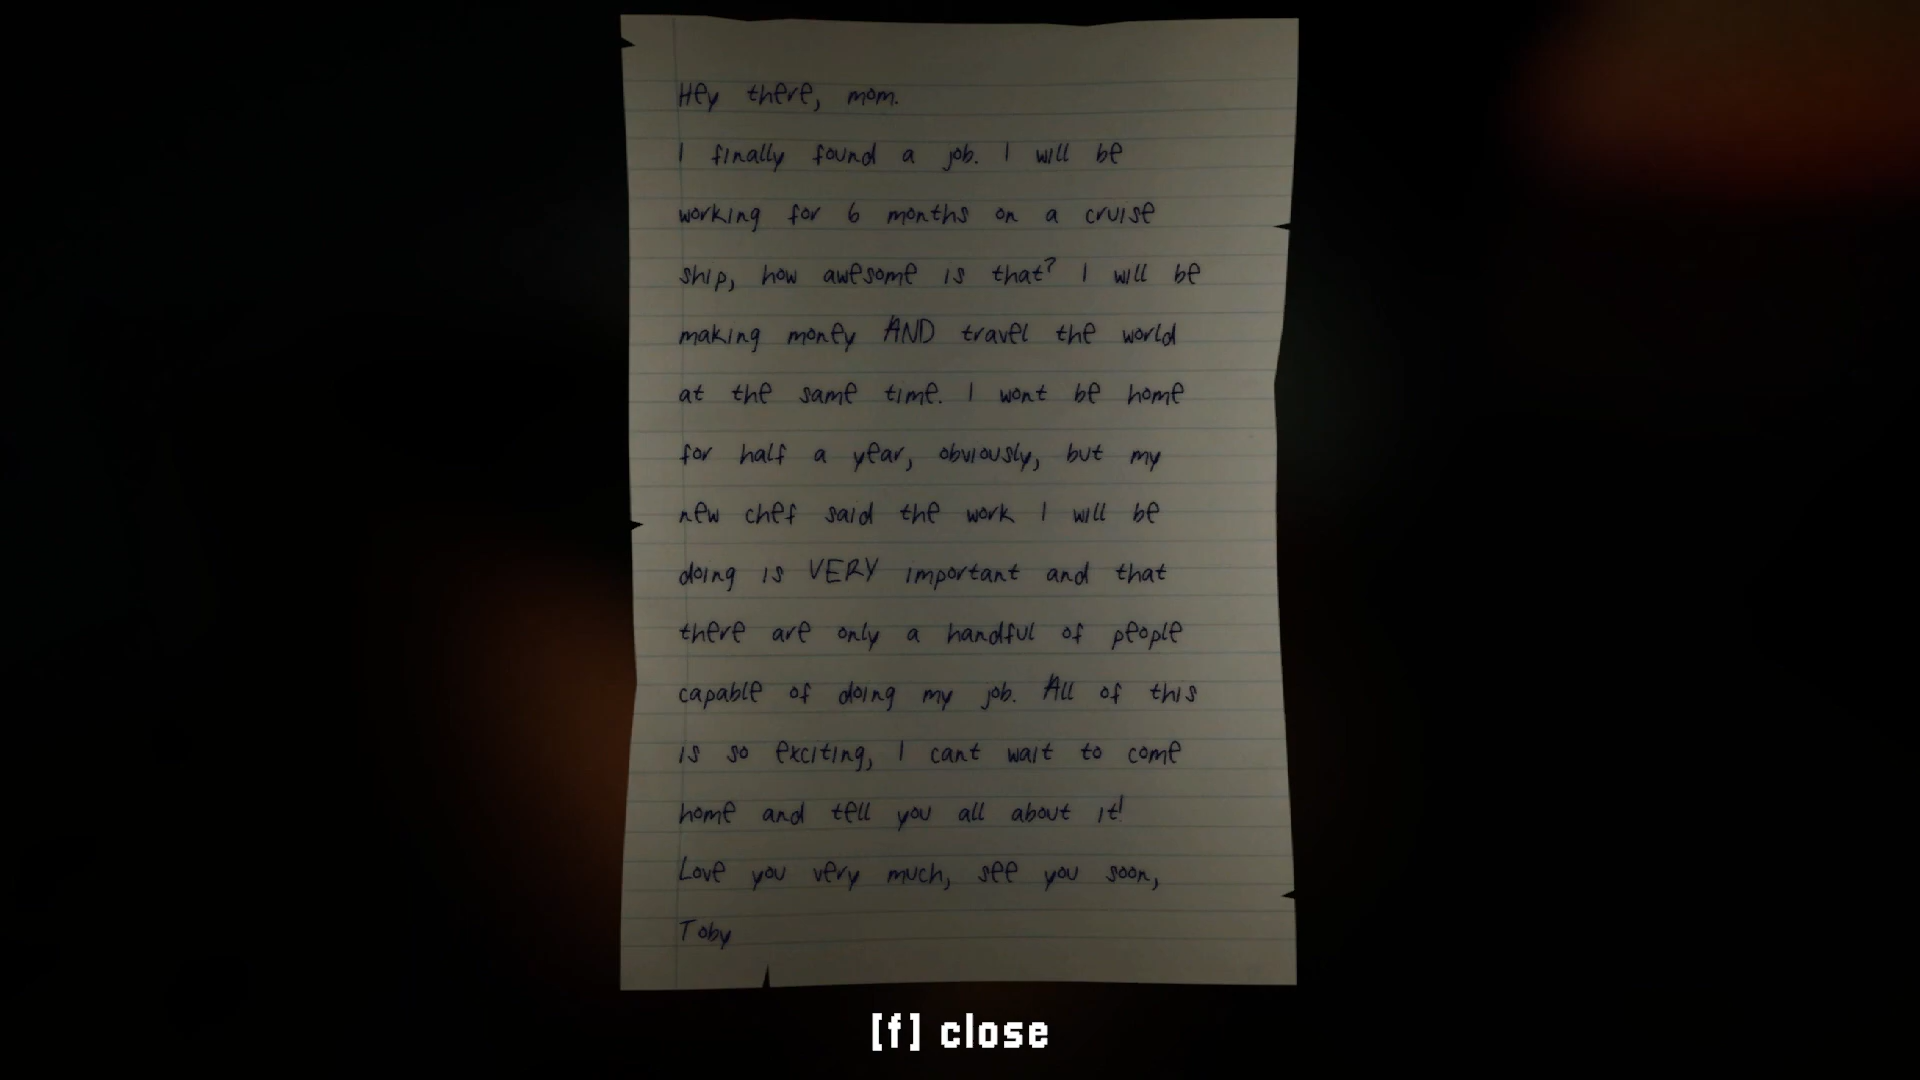 Hey there, mom.
I finally found a job. I will be
working for 6 months on a cruise
ship, how awesome is that? I will be
making money AND travel the world
at the same time. I wont be home
for half a year, obviously, but my
new chef said the work I will be
doing is VERY important and that
there are only a handful of people
capable of doing my job. All of this
is so exciting, I cant wait to come
home and tell you all about it!
Love you very much, see you soon,
Toby
[f] close